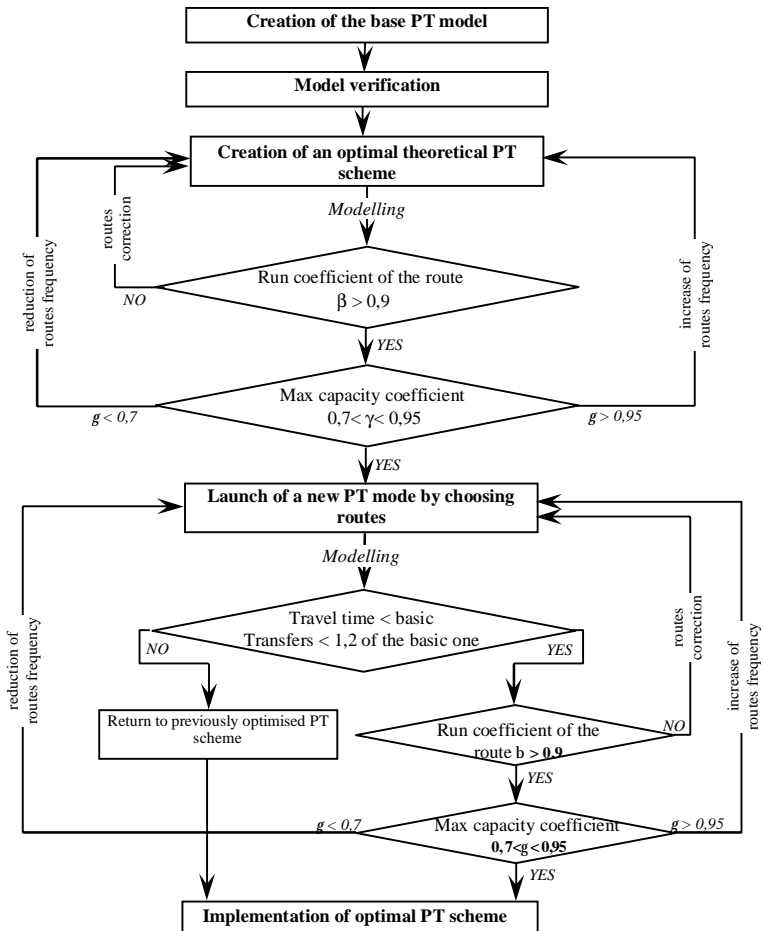 Creation of the base PT model
Model verification
Creation of an optimal theoretical PT
scheme
Modelling
routes
correction
reduction of
routes frequency
increase of
routes frequency
Run coefficient of the route
β > 0,9
NO
YES
Max capacity coefficient
0,7< γ< 0,95
g < 0,7
g > 0,95
YES
Launch of a new PT mode by choosing
routes
Modelling
Travel time < basic
Transfers < 1,2 of the basic one
NO
YES
reduction of
routes frequency
routes
correction
increase of
routes frequency
Return to previously optimised PT
scheme
Run coefficient of the
route b > 0.9
NO
YES
Max capacity coefficient
0,7<g<0,95
g < 0,7
g > 0,95
YES
Implementation of optimal PT scheme